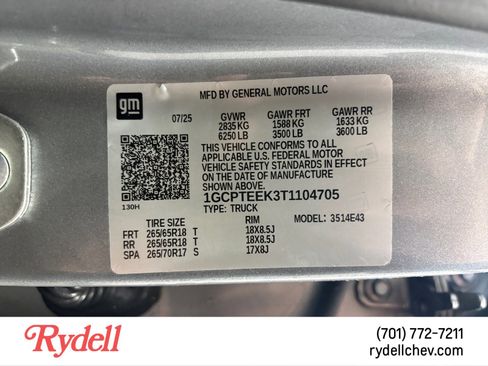 gm
MFD BY GENERAL MOTORS LLC
07/25 GVWR GAWR FRT GAWR RR
2835 KG 1588 KG 1633 KG
6250 LB 3500 LB 3600 LB
THIS VEHICLE CONFORMS TO ALL
APPLICABLE U.S. FEDERAL MOTOR
VEHICLE SAFETY STANDARDS IN EFFECT
ON THE DATE OF MANUFACTURE
SHOWN ABOVE.
1GCPTEEK3T1104705
130H TYPE: TRUCK MODEL: 3514E43
TIRE SIZE RIM
FRT 265/65R18 T 18X8.5J
RR 265/65R18 T 18X8.5J
SPA 265/70R17 S 17X8J
Rydell
(701) 772-7211
rydellchev.com